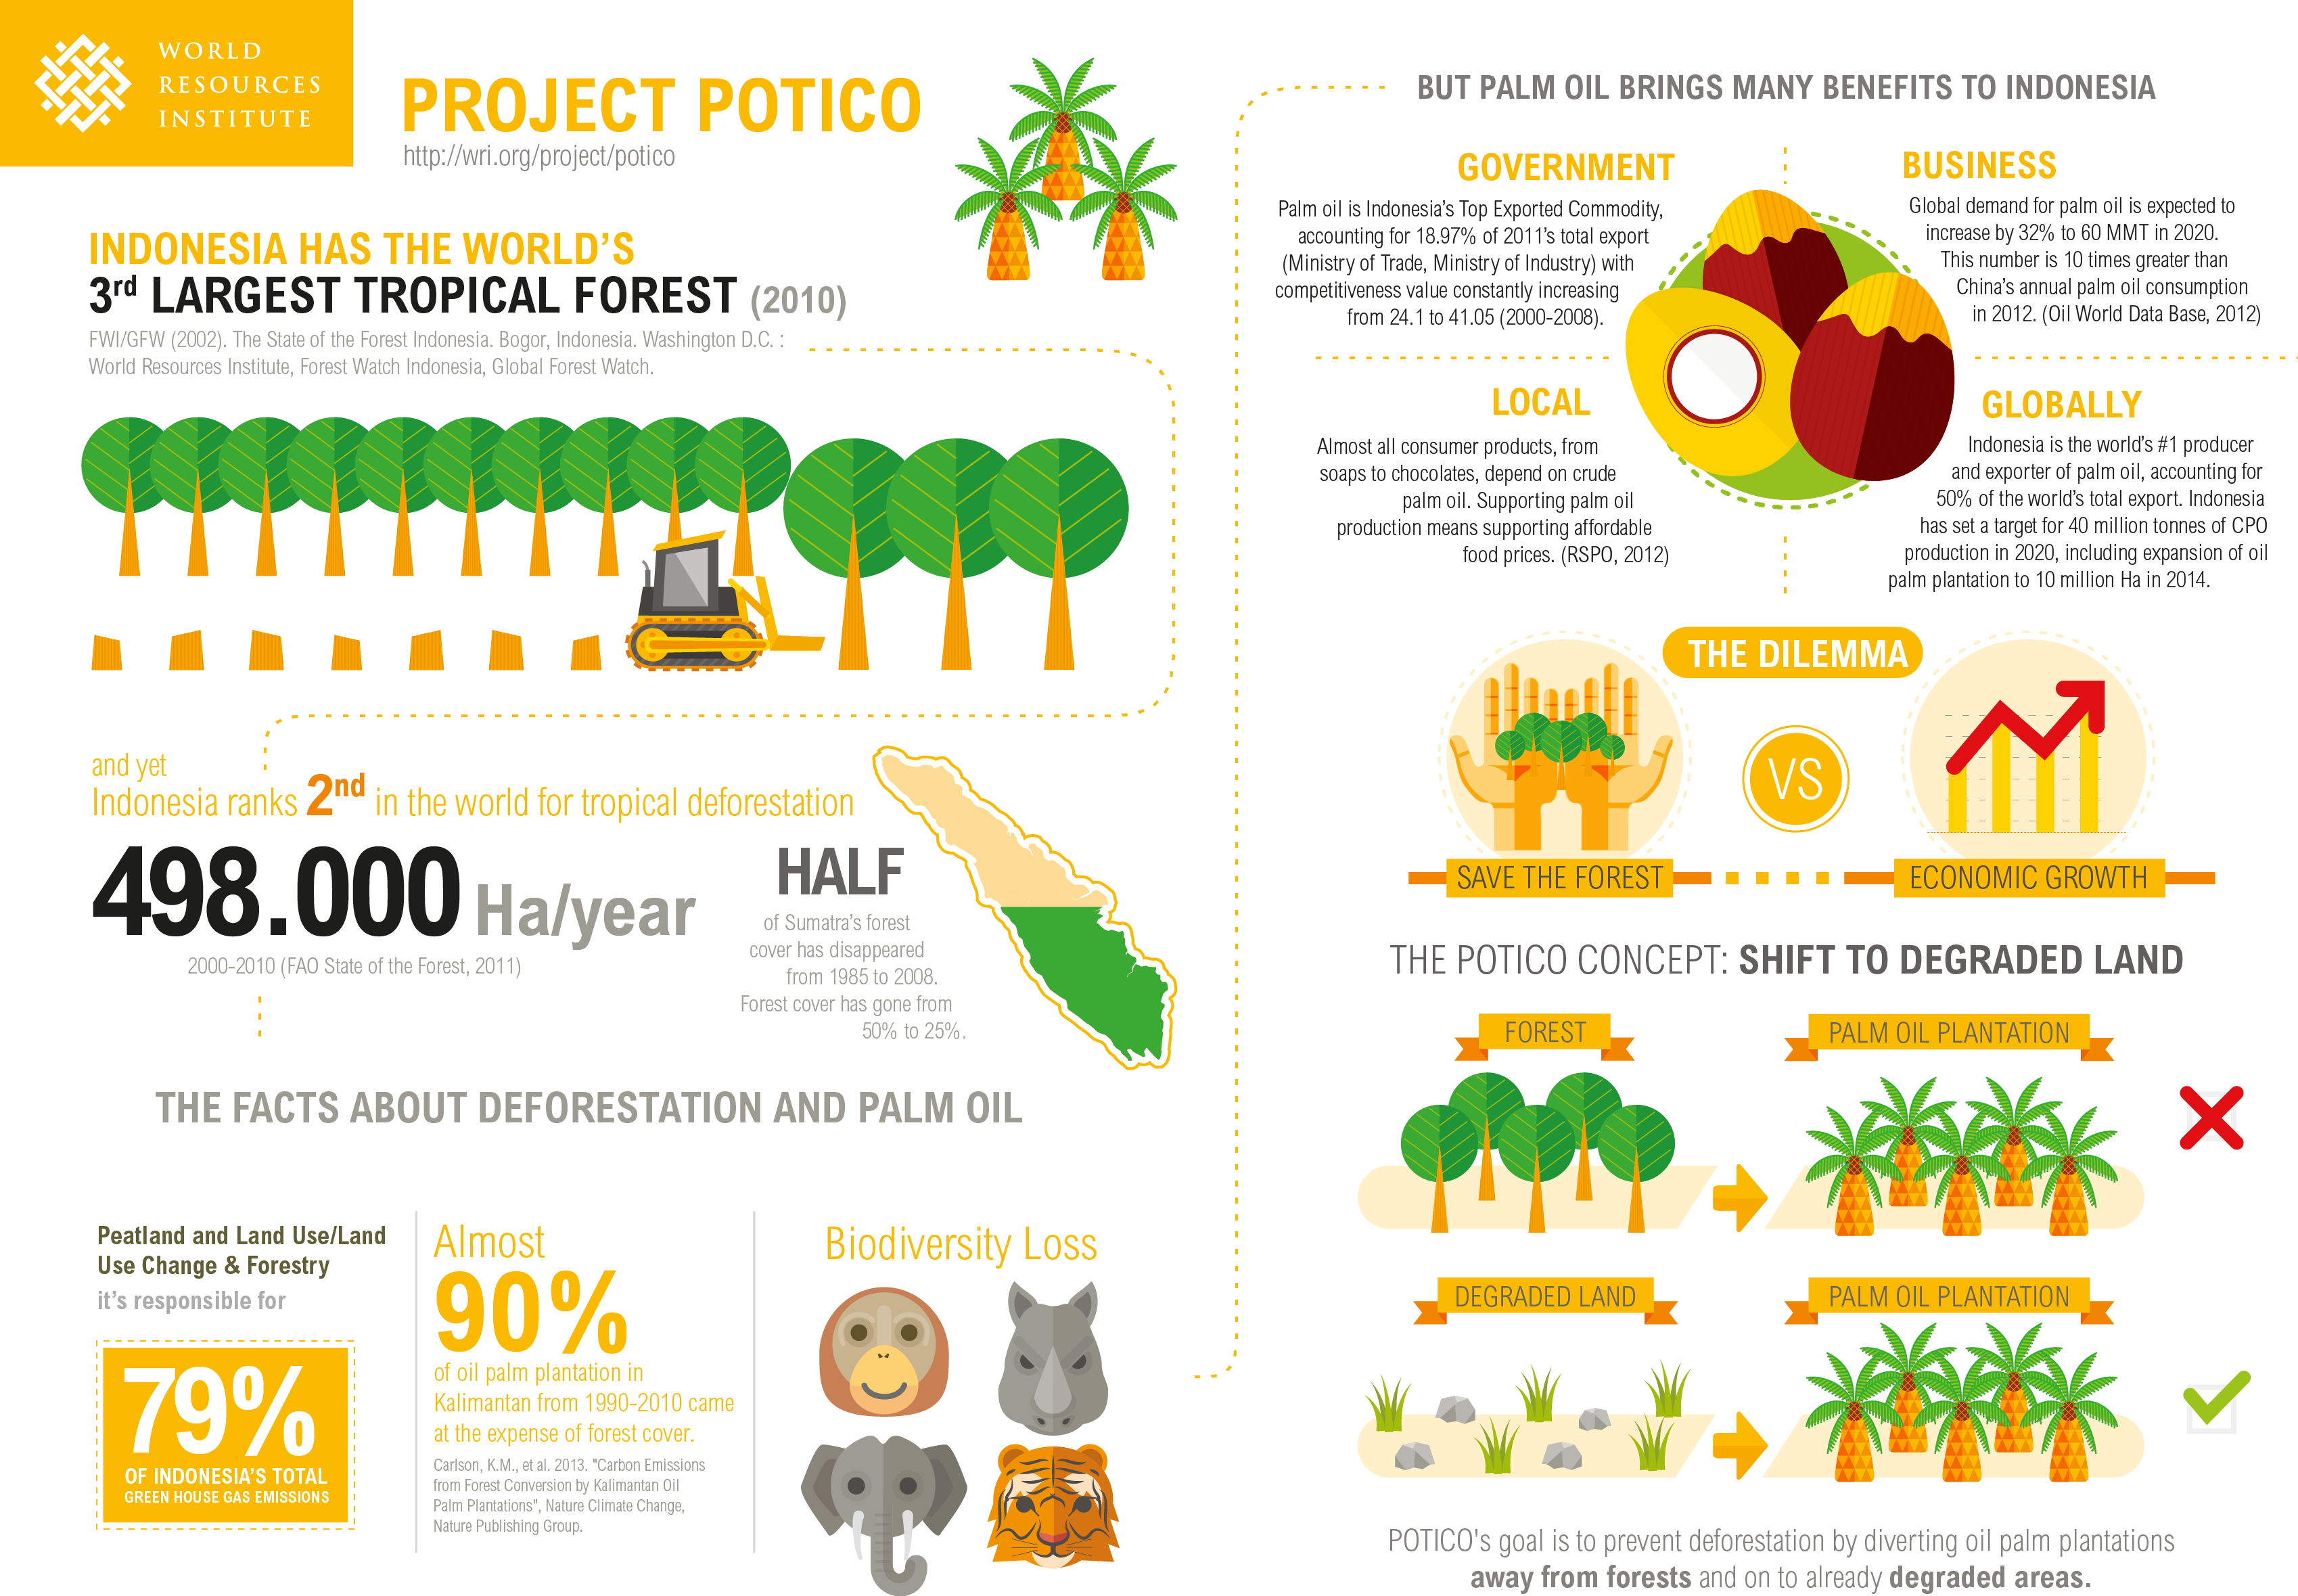 WORLD
RESOURCES
INSTITUTE
PROJECT POTICO
http://wri.org/project/potico
INDONESIA HAS THE WORLD'S
3rd LARGEST TROPICAL FOREST (2010)
FWI/GFW (2002). The State of the Forest Indonesia. Bogor, Indonesia. Washington D.C. :
World Resources Institute, Forest Watch Indonesia, Global Forest Watch.
and yet
Indonesia ranks 2nd in the world for tropical deforestation
498.000 Ha/year
2000-2010 (FAO State of the Forest, 2011)
HALF
of Sumatra's forest
cover has disappeared
from 1985 to 2008.
Forest cover has gone from
50% to 25%.
THE FACTS ABOUT DEFORESTATION AND PALM OIL
Peatland and Land Use/Land
Use Change & Forestry
it's responsible for
79%
OF INDONESIA'S TOTAL
GREEN HOUSE GAS EMISSIONS
Almost
90%
of oil palm plantation in
Kalimantan from 1990-2010 came
at the expense of forest cover.
Carlson, K.M., et al. 2013. "Carbon Emissions
from Forest Conversion by Kalimantan Oil
Palm Plantations", Nature Climate Change,
Nature Publishing Group.
Biodiversity Loss
BUT PALM OIL BRINGS MANY BENEFITS TO INDONESIA
GOVERNMENT
Palm oil is Indonesia's Top Exported Commodity,
accounting for 18.97% of 2011's total export
(Ministry of Trade, Ministry of Industry) with
competitiveness value constantly increasing
from 24.1 to 41.05 (2000-2008).
BUSINESS
Global demand for palm oil is expected to
increase by 32% to 60 MMT in 2020.
This number is 10 times greater than
China's annual palm oil consumption
in 2012. (Oil World Data Base, 2012)
LOCAL
Almost all consumer products, from
soaps to chocolates, depend on crude
palm oil. Supporting palm oil
production means supporting affordable
food prices. (RSPO, 2012)
GLOBALLY
Indonesia is the world's #1 producer
and exporter of palm oil, accounting for
50% of the world's total export. Indonesia
has set a target for 40 million tonnes of CPO
production in 2020, including expansion of oil
palm plantation to 10 million Ha in 2014.
THE DILEMMA
VS
SAVE THE FOREST
ECONOMIC GROWTH
THE POTICO CONCEPT: SHIFT TO DEGRADED LAND
FOREST
PALM OIL PLANTATION
DEGRADED LAND
PALM OIL PLANTATION
POTICO's goal is to prevent deforestation by diverting oil palm plantations
away from forests and on to already degraded areas.